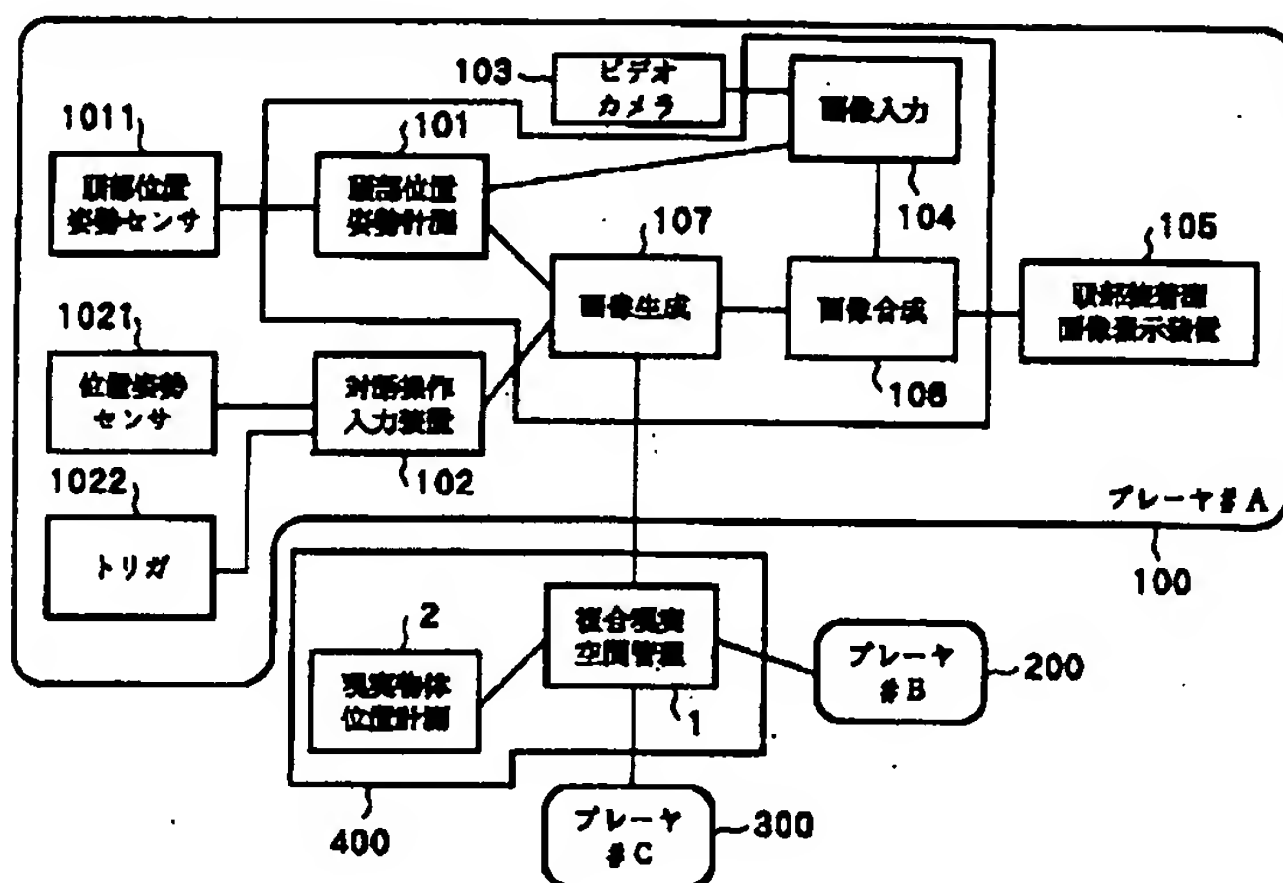 103
ビデオ
カメラ
画像入力
104
1011
頭部位置
姿勢センサ
101
頭部位置
姿勢計測
107
画像生成
画像合成
106
105
頭部装着型
画像表示装置
1021
位置姿勢
センサ
対話操作
入力装置
102
1022
トリガ
プレーヤ#A
100
2
現実物体
位置計測
複合現実
空間管理
1
400
プレーヤ
#B
200
プレーヤ
#C
300